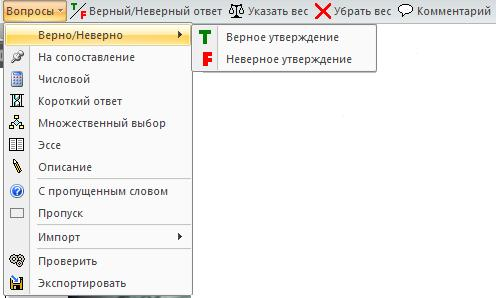 Вопросы T/F Верный/Неверный ответ Указать вес Убрать вес Комментарий
Верно/Неверно
T Верное утверждение
F Неверное утверждение
На сопоставление
Числовой
Короткий ответ
Множественный выбор
Эссе
Описание
С пропущенным словом
Пропуск
Импорт
Проверить
Экспортировать